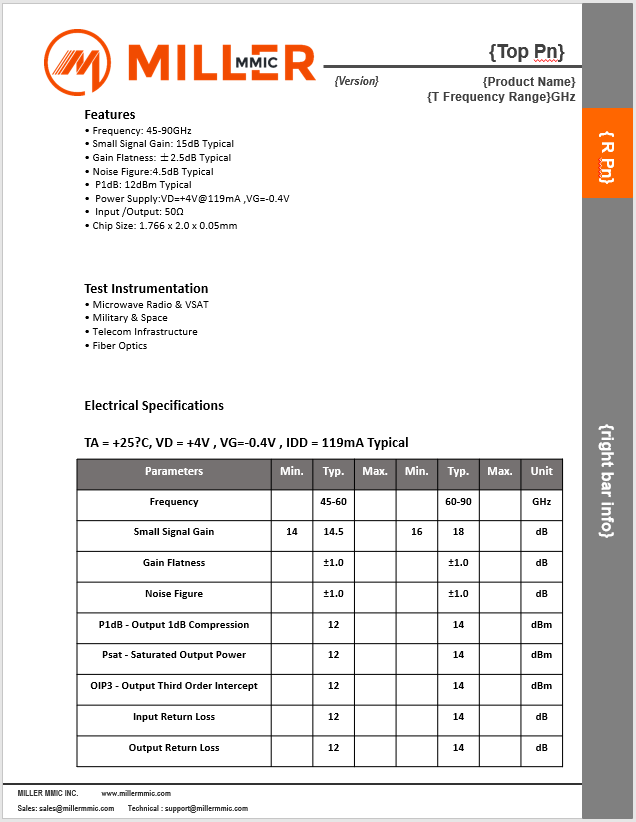 MILLER MMIC
{Top Pn}
{Version}
{Product Name}
{T Frequency Range}GHz
{ R Pn}
Features
• Frequency: 45-90GHz
• Small Signal Gain: 15dB Typical
• Gain Flatness: ±2.5dB Typical
• Noise Figure:4.5dB Typical
• P1dB: 12dBm Typical
• Power Supply:VD=+4V@119mA ,VG=-0.4V
• Input /Output: 50Ω
• Chip Size: 1.766 x 2.0 x 0.05mm
Test Instrumentation
• Microwave Radio & VSAT
• Military & Space
• Telecom Infrastructure
• Fiber Optics
Electrical Specifications
{right bar info}
TA = +25?C, VD = +4V , VG=-0.4V , IDD = 119mA Typical
Parameters Min. Typ. Max. Min. Typ. Max. Unit
Frequency 45-60 60-90 GHz
Small Signal Gain 14 14.5 16 18 dB
Gain Flatness ±1.0 ±1.0 dB
Noise Figure ±1.0 ±1.0 dB
P1dB - Output 1dB Compression 12 14 dBm
Psat - Saturated Output Power 12 14 dBm
OIP3 - Output Third Order Intercept 12 14 dBm
Input Return Loss 12 14 dB
Output Return Loss 12 14 dB
MILLER MMIC INC. www.millermmic.com
Sales: sales@millermmic.com Technical : support@millermmic.com